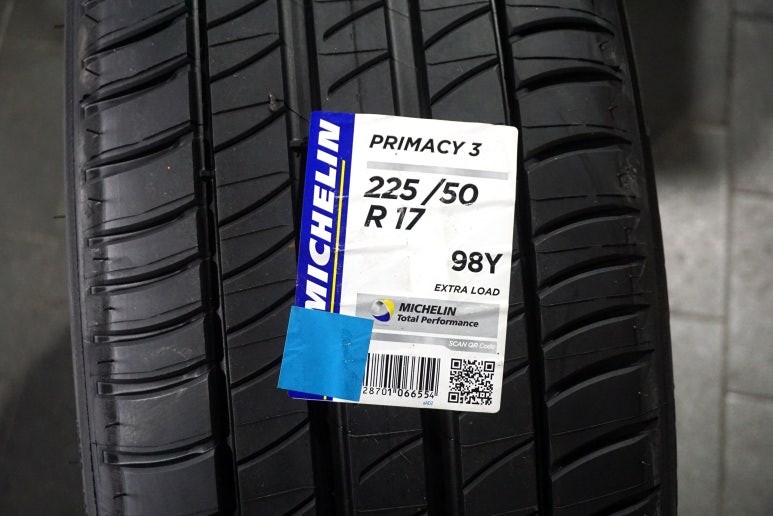 MICHELIN
PRIMACY 3
225/50
R 17
98Y
EXTRA LOAD
MICHELIN
Total Performance
SCAN QR Code
28701 066554